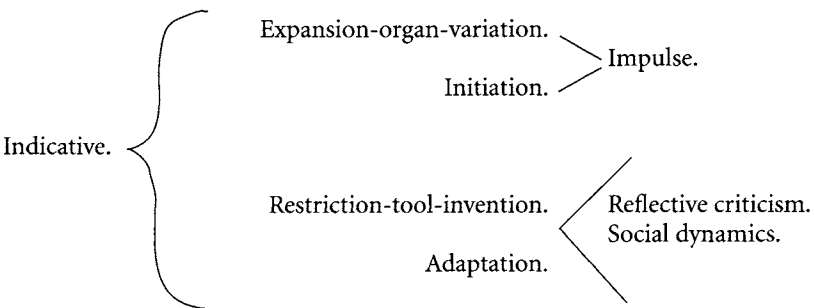 Expansion-organ-variation.
Impulse.
Initiation.
Indicative.
Restriction-tool-invention.
Reflective criticism.
Social dynamics.
Adaptation.